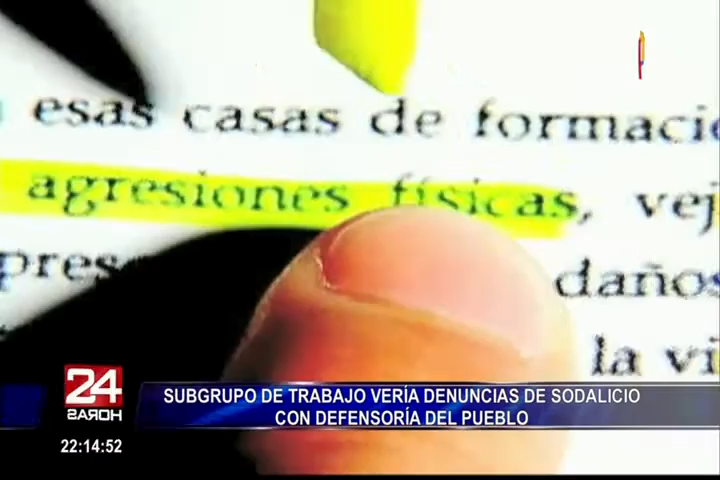 esas casas de formació
agresiones físicas, vej
pres
daños
la vi
24
HORAS
SUBGRUPO DE TRABAJO VERÍA DENUNCIAS DE SODALICIO
CON DEFENSORÍA DEL PUEBLO
22:14:52